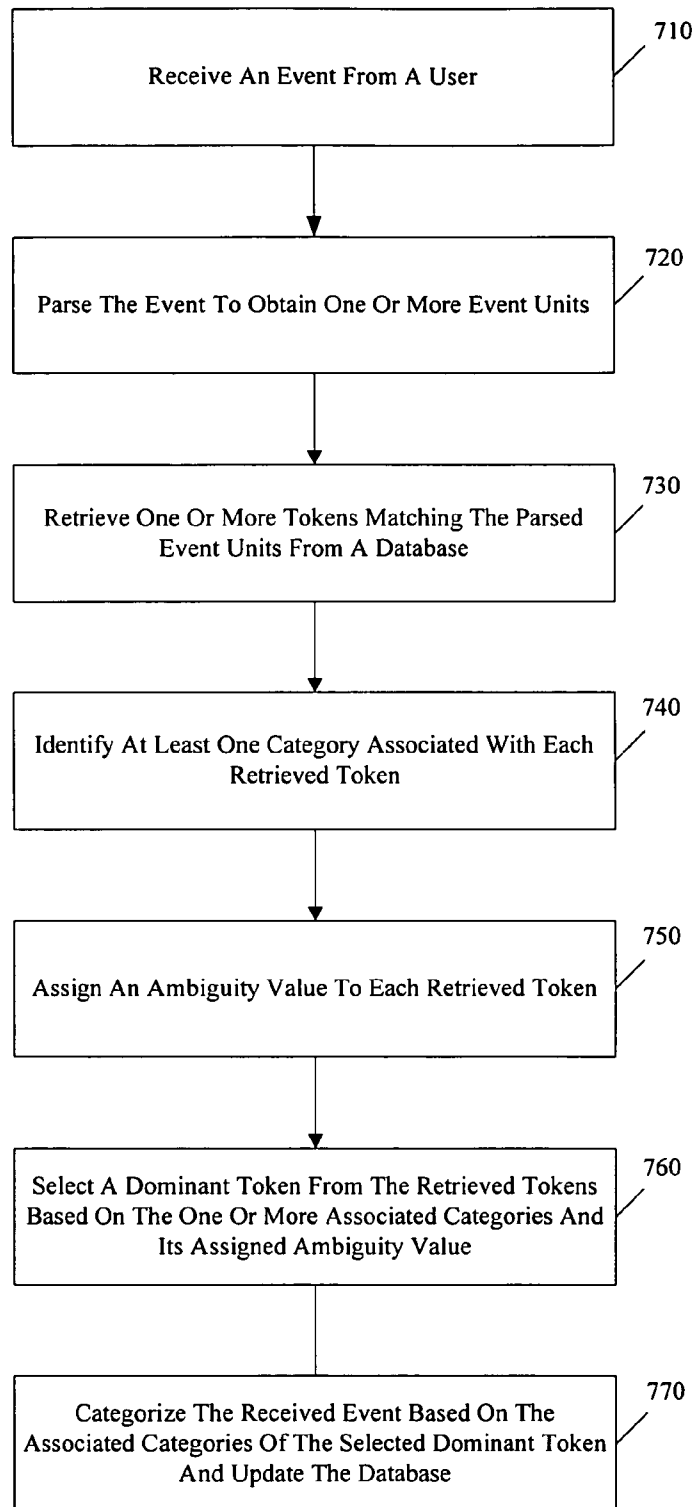 710
Receive An Event From A User
720
Parse The Event To Obtain One Or More Event Units
730
Retrieve One Or More Tokens Matching The Parsed
Event Units From A Database
740
Identify At Least One Category Associated With Each
Retrieved Token
750
Assign An Ambiguity Value To Each Retrieved Token
760
Select A Dominant Token From The Retrieved Tokens
Based On The One Or More Associated Categories And
Its Assigned Ambiguity Value
770
Categorize The Received Event Based On The
Associated Categories Of The Selected Dominant Token
And Update The Database